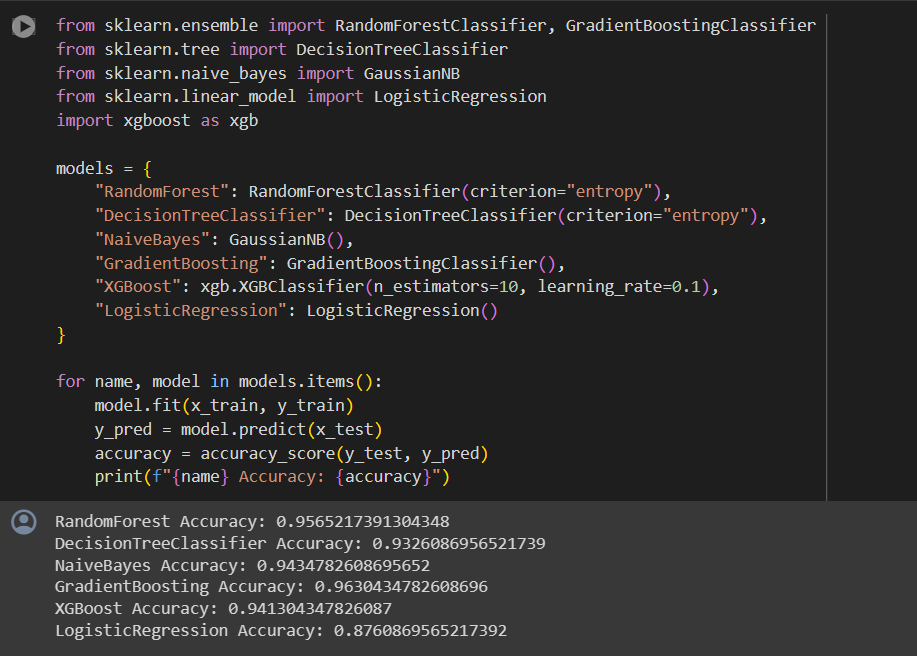 from sklearn.ensemble import RandomForestClassifier, GradientBoostingClassifier
from sklearn.tree import DecisionTreeClassifier
from sklearn.naive_bayes import GaussianNB
from sklearn.linear_model import LogisticRegression
import xgboost as xgb

models = {
    "RandomForest": RandomForestClassifier(criterion="entropy"),
    "DecisionTreeClassifier": DecisionTreeClassifier(criterion="entropy"),
    "NaiveBayes": GaussianNB(),
    "GradientBoosting": GradientBoostingClassifier(),
    "XGBoost": xgb.XGBClassifier(n_estimators=10, learning_rate=0.1),
    "LogisticRegression": LogisticRegression()
}

for name, model in models.items():
    model.fit(x_train, y_train)
    y_pred = model.predict(x_test)
    accuracy = accuracy_score(y_test, y_pred)
    print(f"{name} Accuracy: {accuracy}")

RandomForest Accuracy: 0.9565217391304348
DecisionTreeClassifier Accuracy: 0.9326086956521739
NaiveBayes Accuracy: 0.9434782608695652
GradientBoosting Accuracy: 0.9630434782608696
XGBoost Accuracy: 0.941304347826087
LogisticRegression Accuracy: 0.8760869565217392